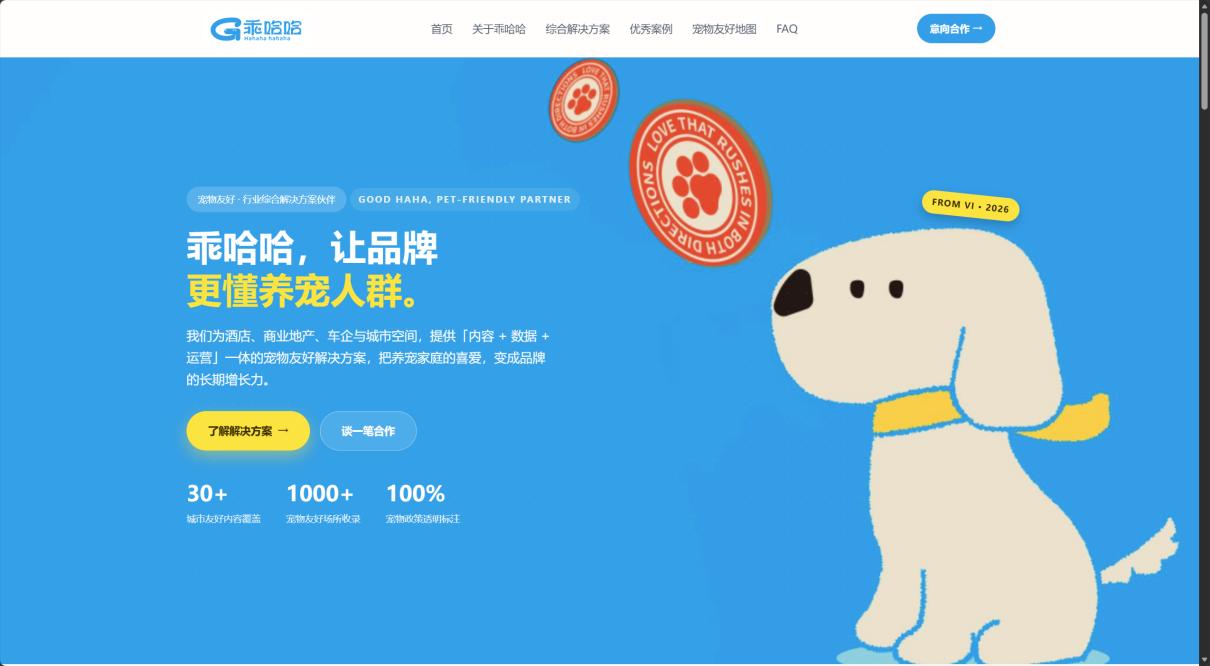 乖哈哈
Hahaha hahaha
首页
关于乖哈哈
综合解决方案
优秀案例
宠物友好地图
FAQ
意向合作 →
LOVE THAT RUSHES IN BOTH DIRECTIONS
LOVE THAT RUSHES IN BOTH DIRECTIONS
宠物友好 · 行业综合解决方案伙伴
GOOD HAHA, PET-FRIENDLY PARTNER
FROM VI • 2026
乖哈哈，让品牌
更懂养宠人群。
我们为酒店、商业地产、车企与城市空间，提供「内容 + 数据 +
运营」一体的宠物友好解决方案，把养宠家庭的喜爱，变成品牌
的长期增长力。
了解解决方案 →
谈一笔合作
30+
1000+
100%
城市友好内容覆盖
宠物友好场所收录
宠物政策透明标注